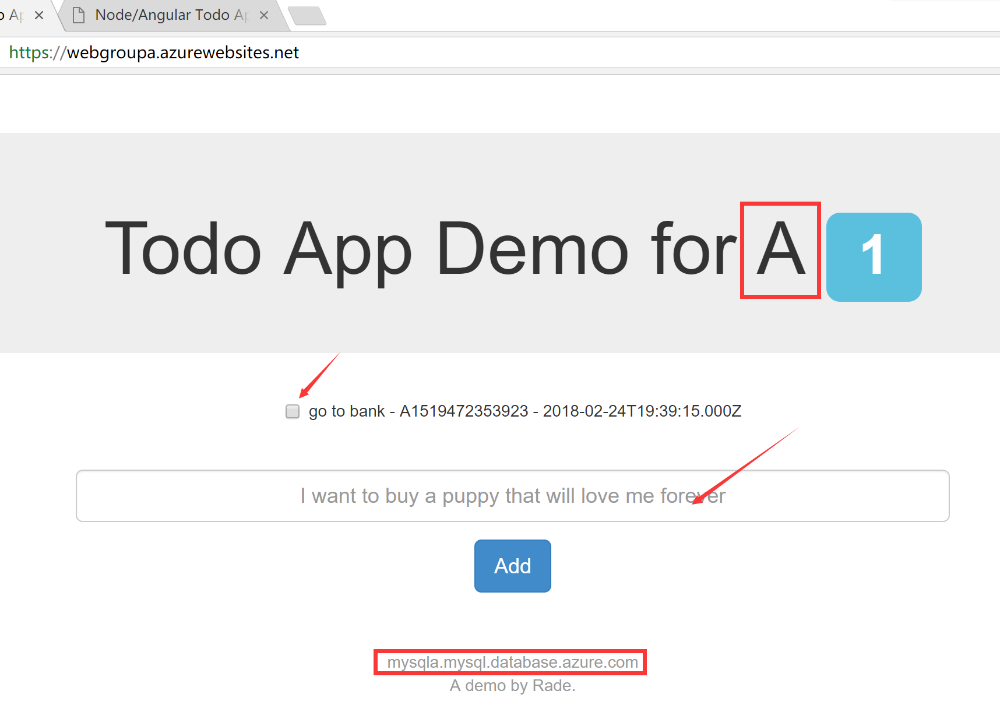 Ap
Node/Angular Todo Ap
https://webgroupa.azurewebsites.net
Todo App Demo for A 1
go to bank - A1519472353923 - 2018-02-24T19:39:15.000Z
I want to buy a puppy that will love me forever
Add
mysqla.mysql.database.azure.com
A demo by Rade.